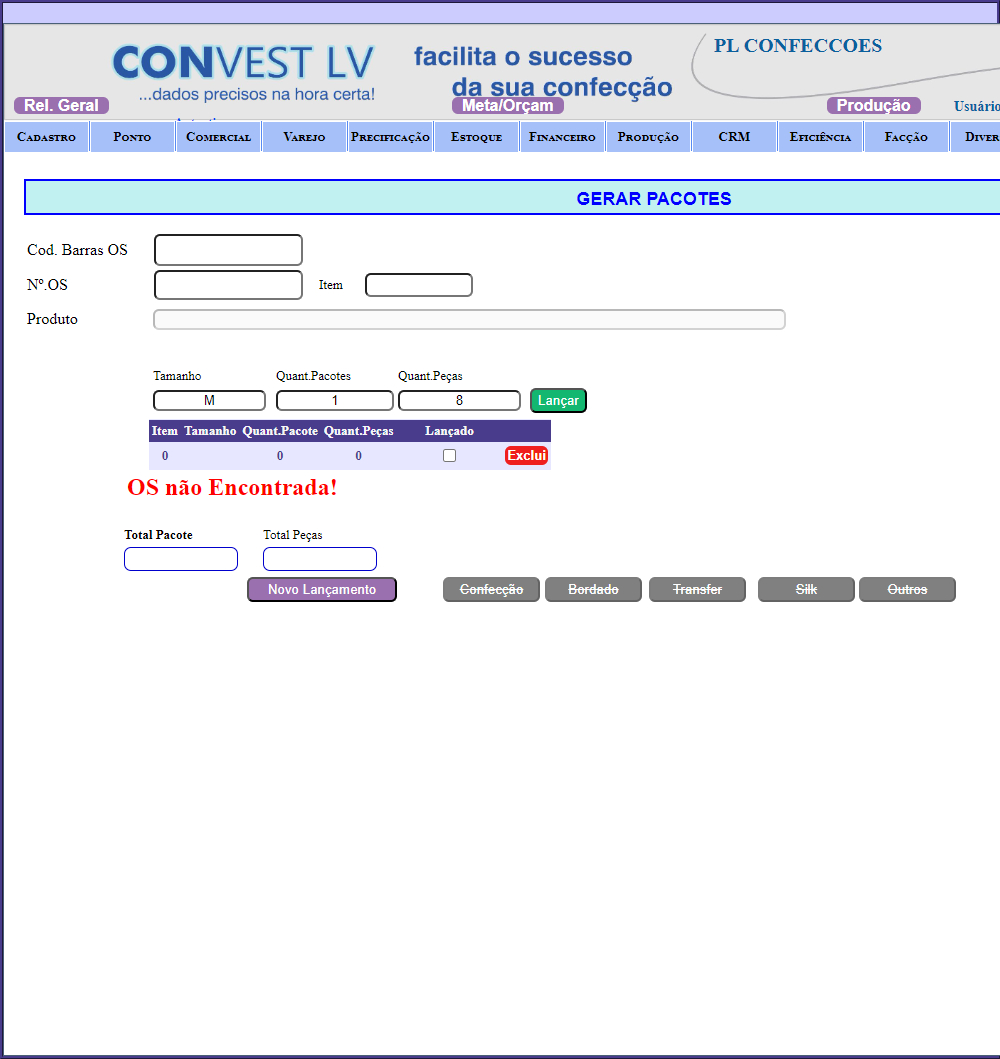 CONVEST LV
...dados precisos na hora certa!
facilita o sucesso
da sua confecção
PL CONFECCOES
Rel. Geral
Meta/Orçam
Produção
Usuário
Cadastro Ponto Comercial Varejo Precificação Estoque Financeiro Produção CRM Eficiência Facção Diver
GERAR PACOTES
Cod. Barras OS
Nº.OS
Item
Produto
Tamanho Quant.Pacotes Quant.Peças
M 1 8 Lançar
Item Tamanho Quant.Pacote Quant.Peças Lançado
0 0 0 Exclui
OS não Encontrada!
Total Pacote Total Peças
Novo Lançamento Confecção Bordado Transfer Silk Outros